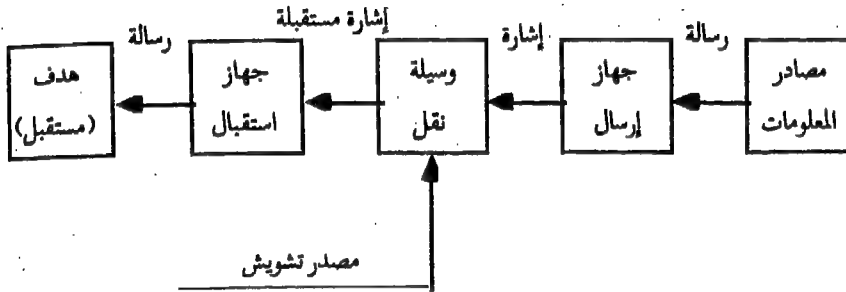 إشارة مستقبلة
رسالة
إشارة
رسالة
مصادر
المعلومات
جهاز
إرسال
وسيلة
نقل
جهاز
استقبال
هدف
(مستقبل)
مصدر تشويش